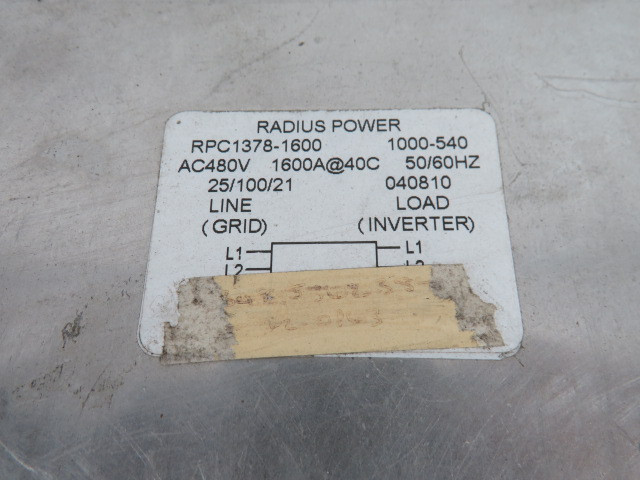 RADIUS POWER
RPC1378-1600 1000-540
AC480V 1600A@40C 50/60HZ
25/100/21 040810
LINE LOAD
(GRID) (INVERTER)
L1 L1
L2